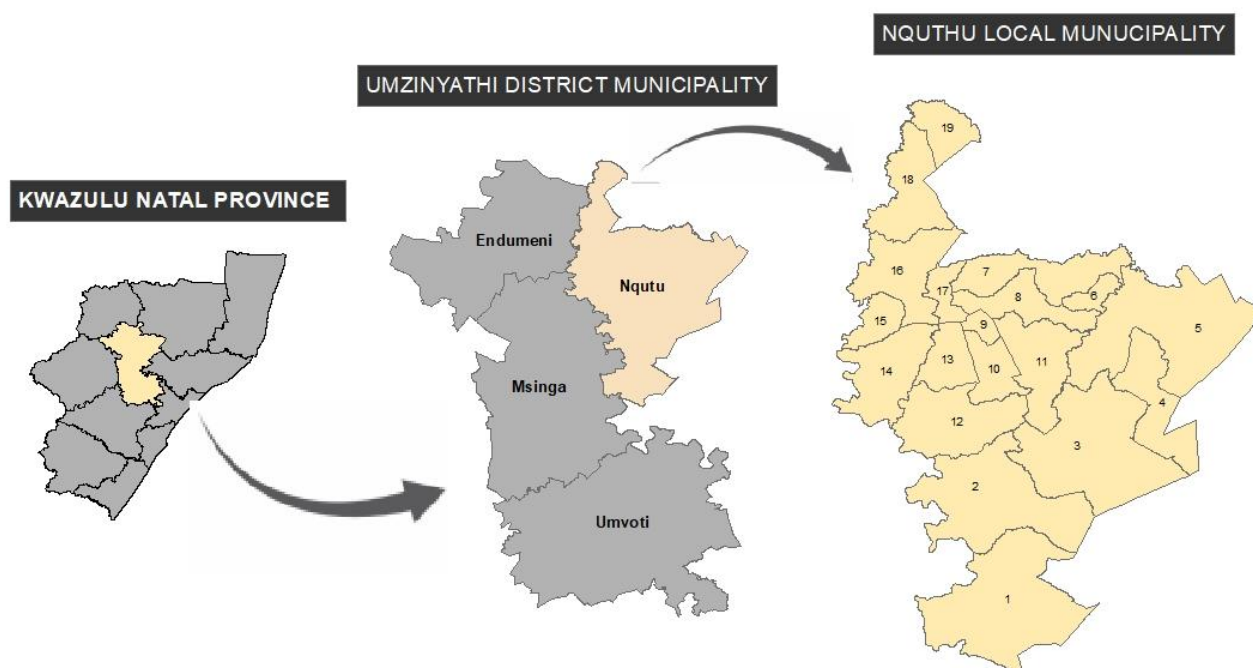 NQUTHU LOCAL MUNUCIPALITY
UMZINYATHI DISTRICT MUNICIPALITY
KWAZULU NATAL PROVINCE
Endumeni
Nqutu
Msinga
Umvoti
19
18
16
17
7
8
6
15
9
5
14
13
10
11
4
12
3
2
1